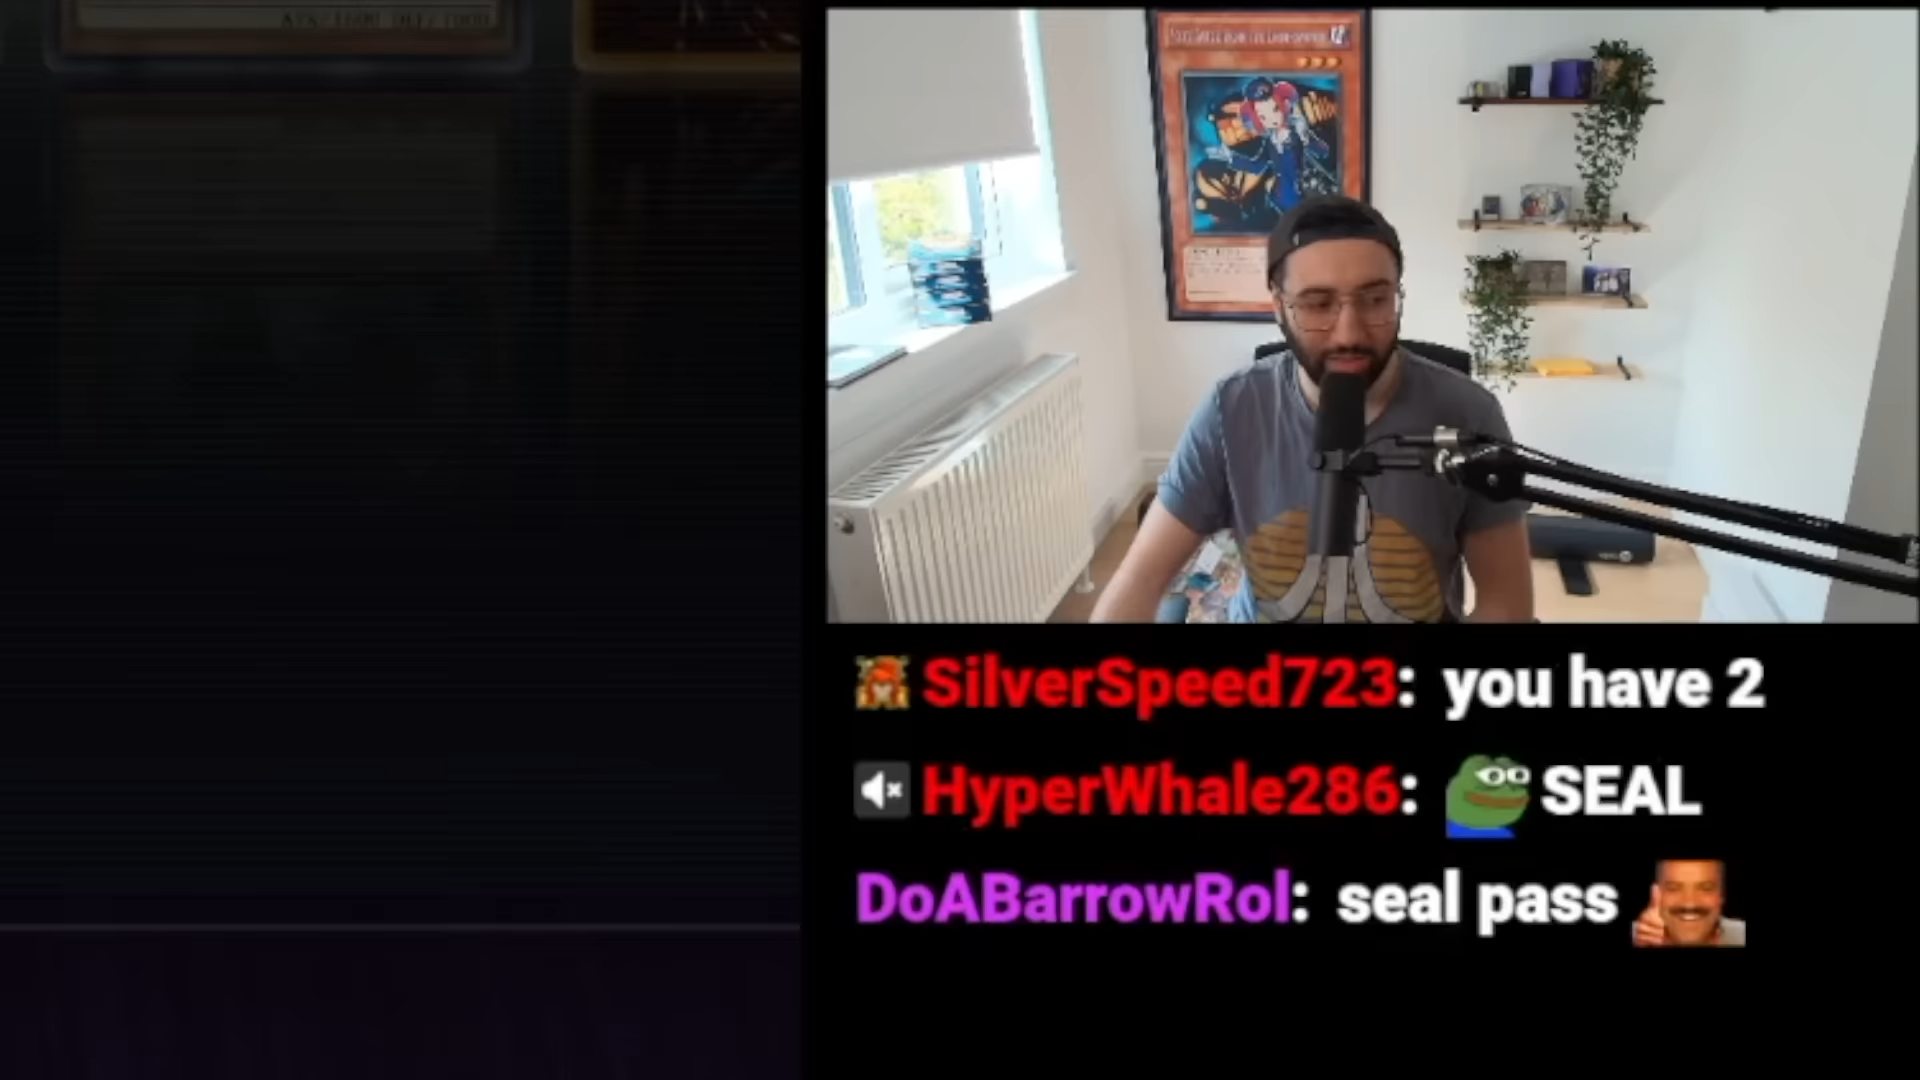 SilverSpeed723: you have 2
HyperWhale286: SEAL
DoABarrowRol: seal pass